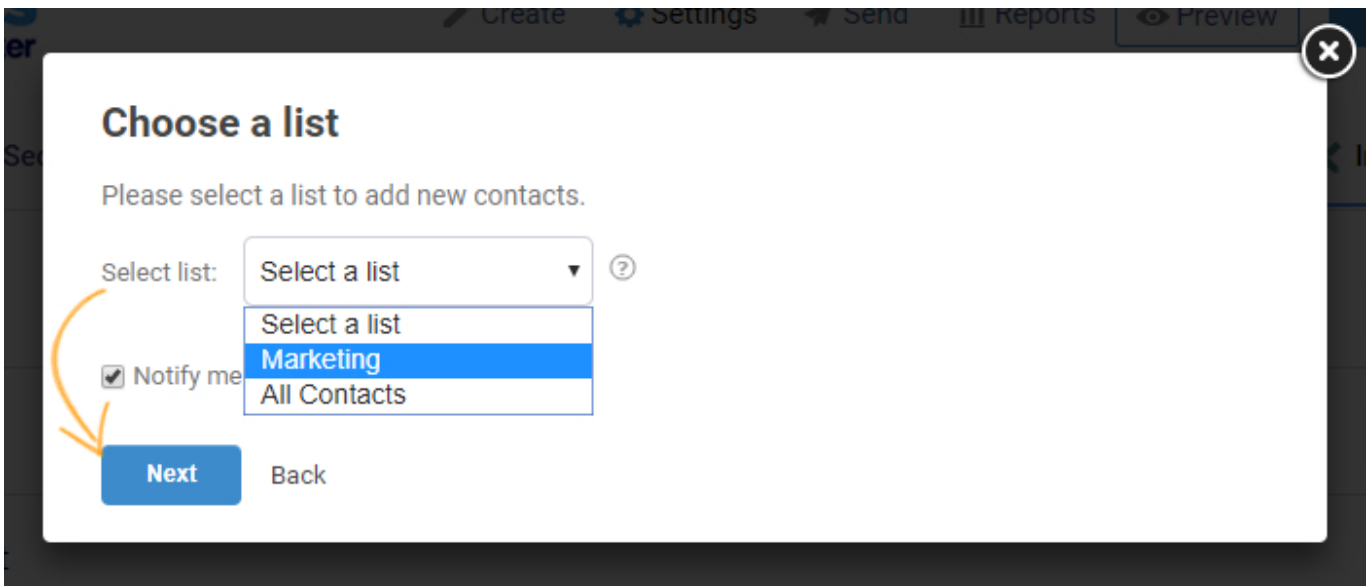 Create Settings Send Reports Preview
er
Choose a list
Please select a list to add new contacts.
Select list: Select a list
Select a list
Marketing
All Contacts
Notify me
Next Back